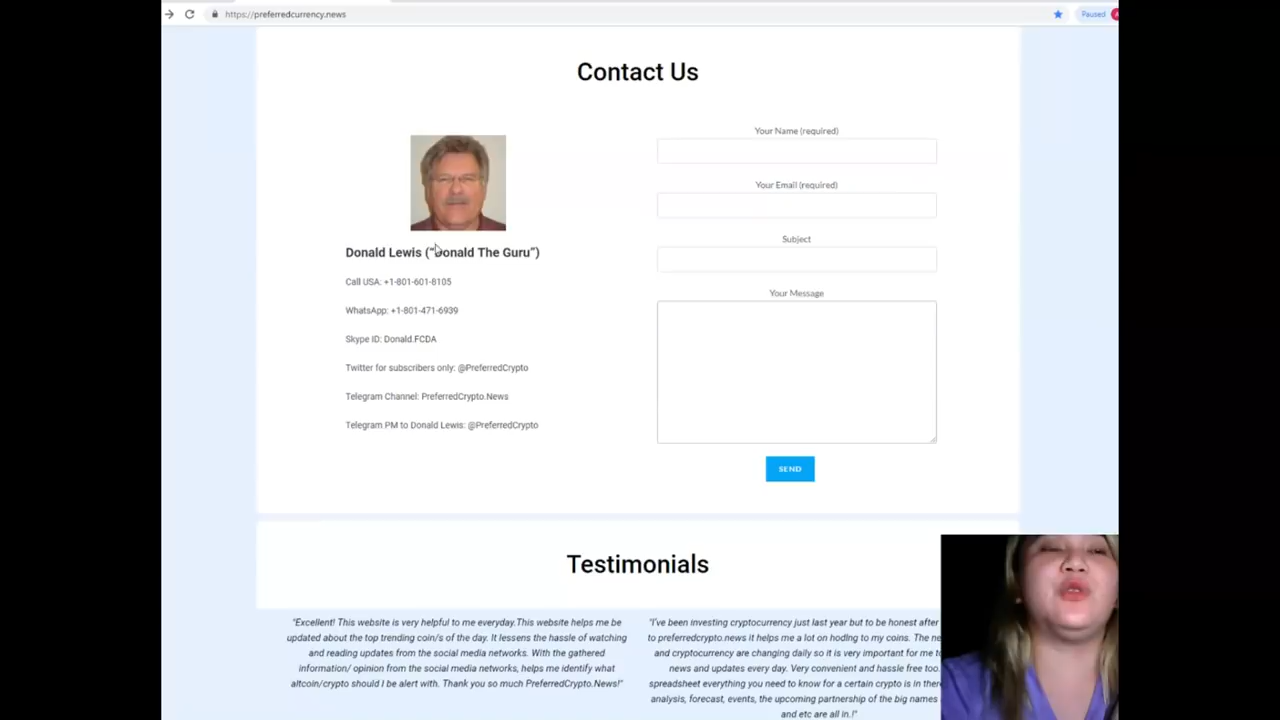 https://preferredcurrency.news
Paused
Contact Us
Donald Lewis ("Donald The Guru")
Call USA: +1-801-601-8105
WhatsApp: +1-801-471-6939
Skype ID: Donald.FCDA
Twitter for subscribers only: @PreferredCrypto
Telegram Channel: PreferredCrypto.News
Telegram PM to Donald Lewis: @PreferredCrypto
Your Name (required)
Your Email (required)
Subject
Your Message
SEND
Testimonials
"Excellent! This website is very helpful to me everyday.This website helps me be
updated about the top trending coin/s of the day. It lessens the hassle of watching
and reading updates from the social media networks. With the gathered
information/ opinion from the social media networks, helps me identify what
altcoin/crypto should I be alert with. Thank you so much PreferredCrypto.News!"
"I've been investing cryptocurrency just last year but to be honest after
to preferredcrypto.news it helps me a lot on hodlng to my coins. The ne
and cryptocurrency are changing daily so it is very important for me to
news and updates every day. Very convenient and hassle free too.
spreadsheet everything you need to know for a certain crypto is in there
analysis, forecast, events, the upcoming partnership of the big names
and etc are all in.!"